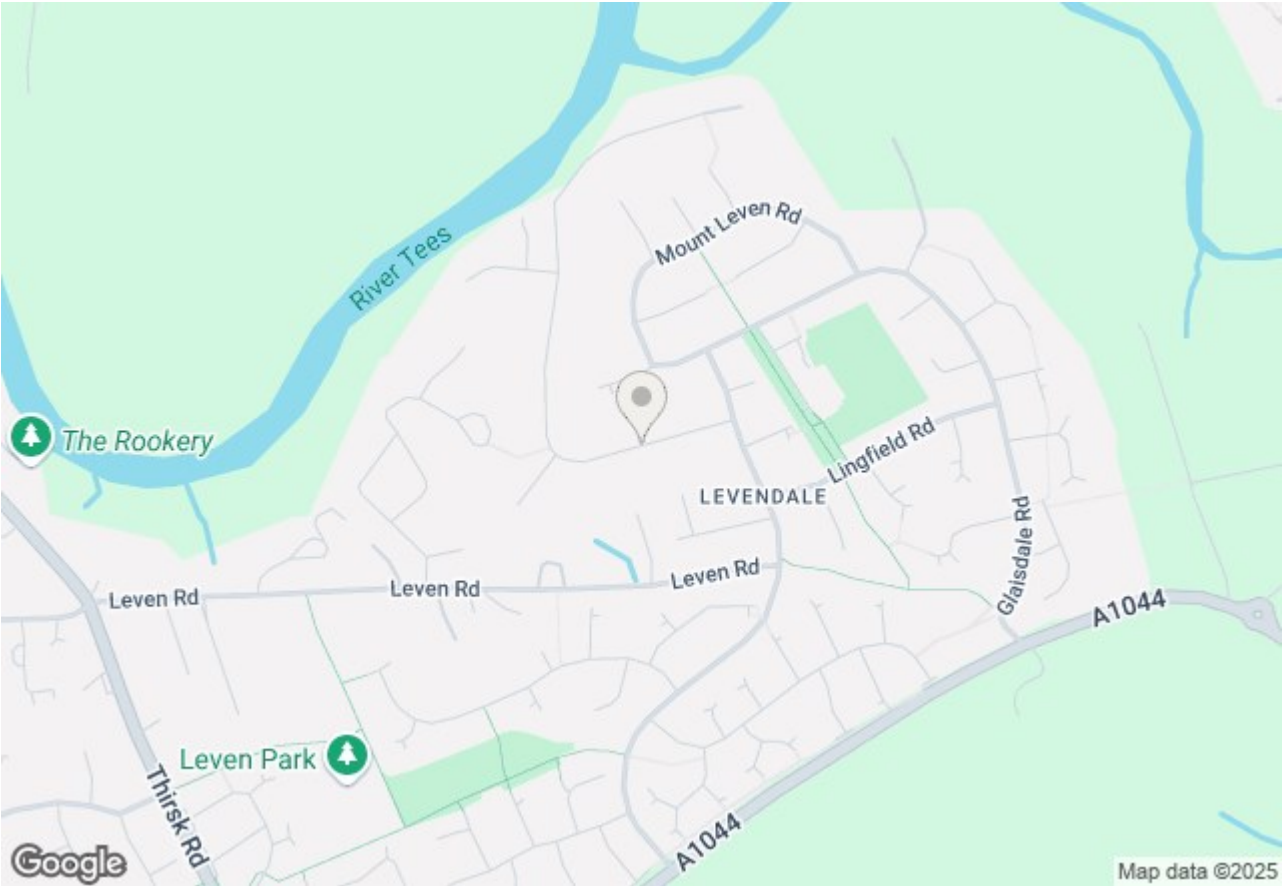 Mount Leven Rd
River Tees
The Rookery
Lingfield Rd
LEVENDALE
Glaisdale Rd
Leven Rd
Leven Rd
Leven Rd
A1044
Leven Park
Thirsk Rd
A1044
Google
Map data ©2025